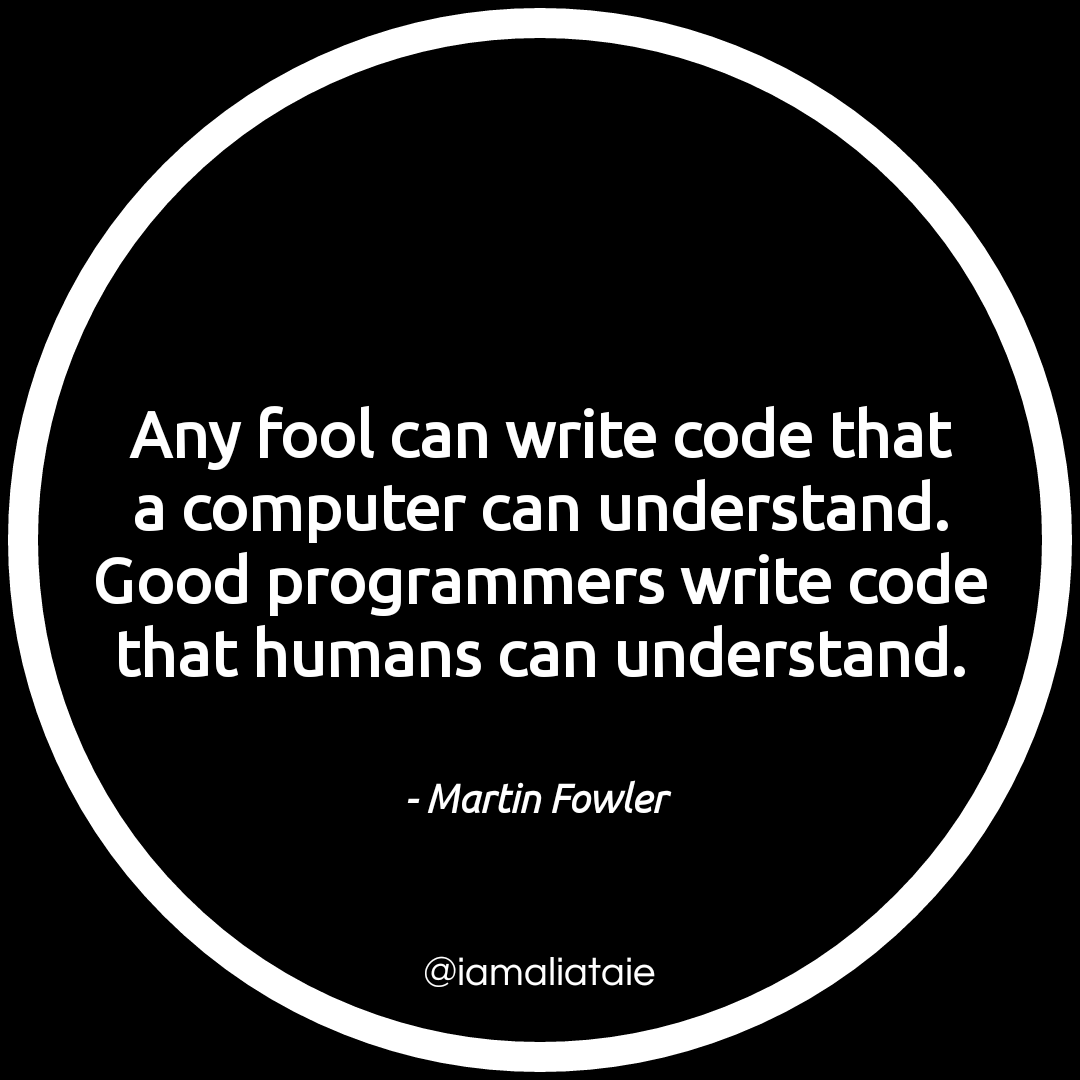 Any fool can write code that
a computer can understand.
Good programmers write code
that humans can understand.
- Martin Fowler
@iamaliataie